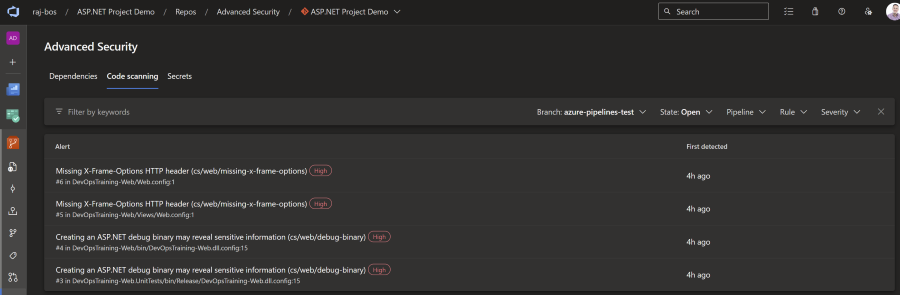 raj-bos / ASP.NET Project Demo / Repos / Advanced Security / ASP.NET Project Demo
Search
AD
Advanced Security
Dependencies Code scanning Secrets
Filter by keywords Branch: azure-pipelines-test State: Open Pipeline Rule Severity
Alert First detected
Missing X-Frame-Options HTTP header (cs/web/missing-x-frame-options) High
#6 in DevOpsTraining-Web/Web.config:1
4h ago
Missing X-Frame-Options HTTP header (cs/web/missing-x-frame-options) High
#5 in DevOpsTraining-Web/Views/Web.config:1
4h ago
Creating an ASP.NET debug binary may reveal sensitive information (cs/web/debug-binary) High
#4 in DevOpsTraining-Web/bin/DevOpsTraining-Web.dll.config:15
4h ago
Creating an ASP.NET debug binary may reveal sensitive information (cs/web/debug-binary) High
#3 in DevOpsTraining-Web.UnitTests/bin/Release/DevOpsTraining-Web.dll.config:15
4h ago